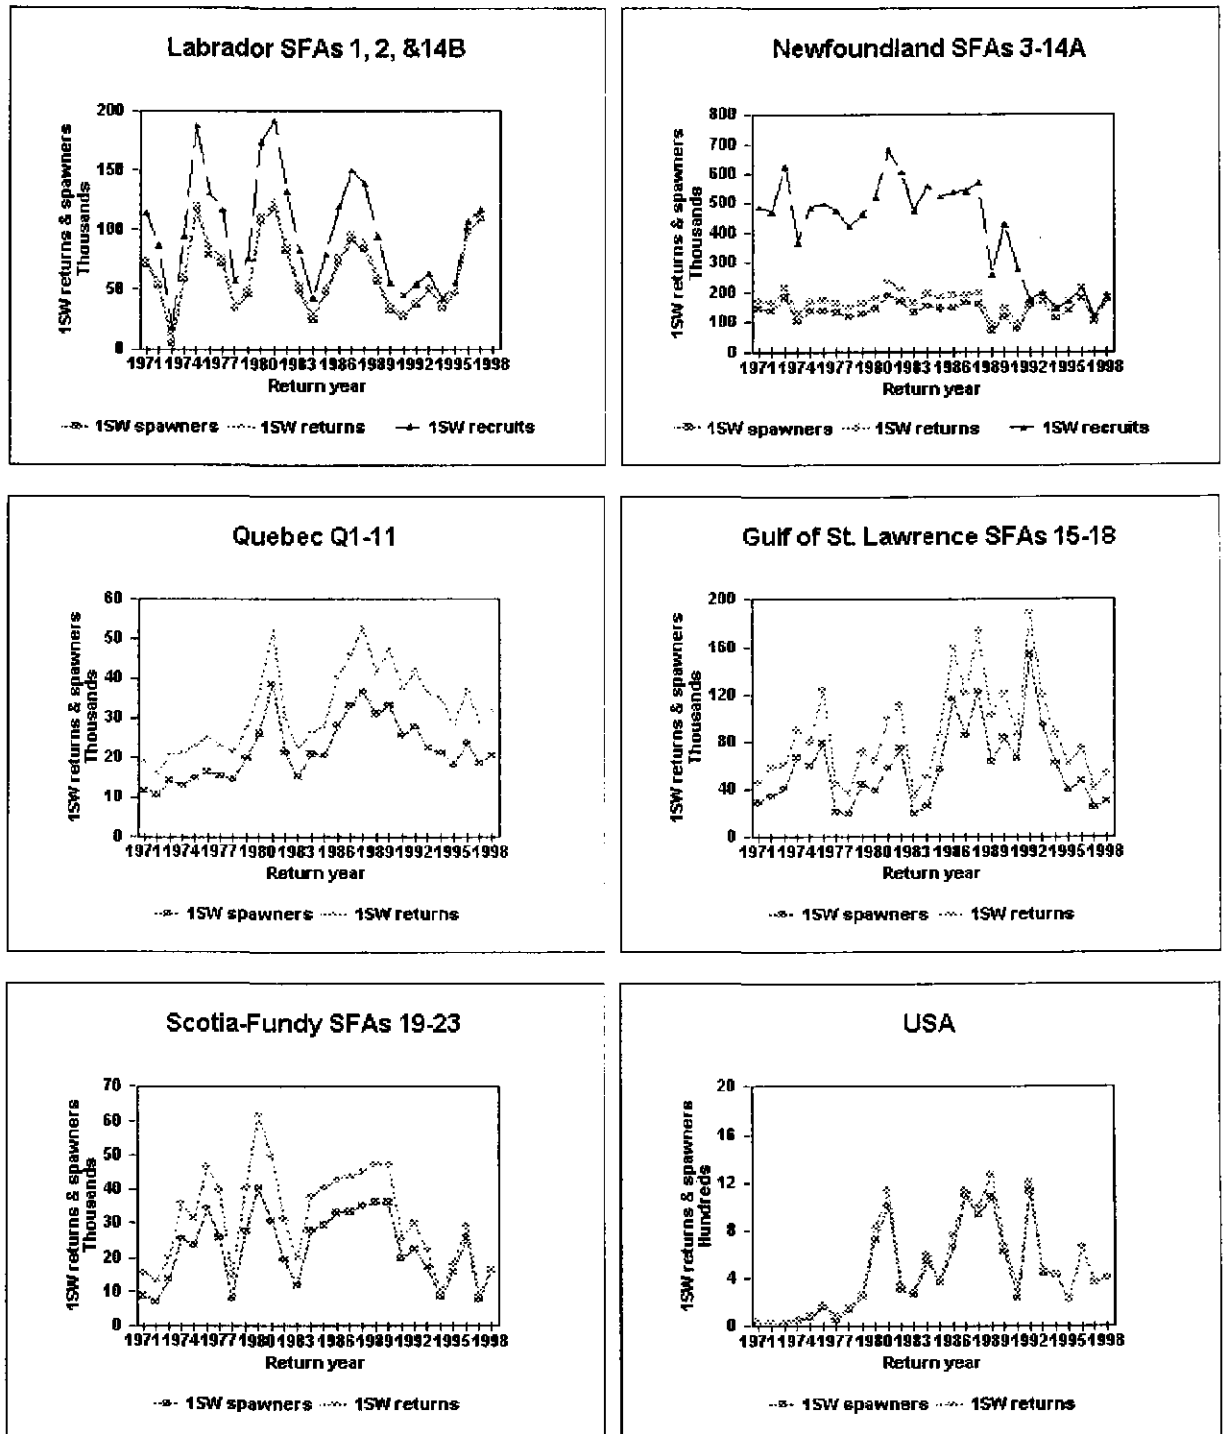 Labrador SFAs 1, 2, &14B
1SW returns & spawners
Thousands
200
150
100
50
0
1971 1974 1977 1980 1983 1986 1989 1992 1995 1998
Return year
1SW spawners 1SW returns 1SW recruits
Newfoundland SFAs 3-14A
1SW returns & spawners
Thousands
800
700
600
500
400
300
200
100
0
1971 1974 1977 1980 1983 1986 1989 1992 1995 1998
Return year
1SW spawners 1SW returns 1SW recruits
Quebec Q1-11
1SW returns & spawners
Thousands
60
50
40
30
20
10
0
1971 1974 1977 1980 1983 1986 1989 1992 1995 1998
Return year
1SW spawners 1SW returns
Gulf of St. Lawrence SFAs 15-18
1SW returns & spawners
Thousands
200
160
120
80
40
0
1971 1974 1977 1980 1983 1986 1989 1992 1995 1998
Return year
1SW spawners 1SW returns
Scotia-Fundy SFAs 19-23
1SW returns & spawners
Thousands
70
60
50
40
30
20
10
0
1971 1974 1977 1980 1983 1986 1989 1992 1995 1998
Return year
1SW spawners 1SW returns
USA
1SW returns & spawners
Hundreds
20
16
12
8
4
0
1971 1974 1977 1980 1983 1986 1989 1992 1995 1998
Return year
1SW spawners 1SW returns